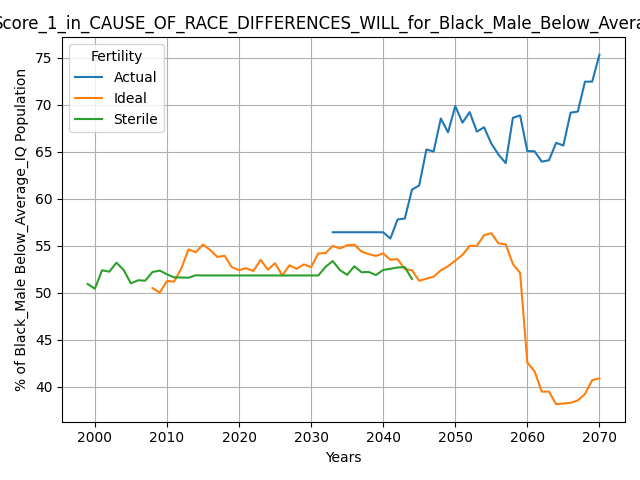 Score_1_in_CAUSE_OF_RACE_DIFFERENCES_WILL_for_Black_Male_Below_Avera
Fertility
Actual
Ideal
Sterile
% of Black_Male Below_Average_IQ Population
75
70
65
60
55
50
45
40
2000 2010 2020 2030 2040 2050 2060 2070
Years